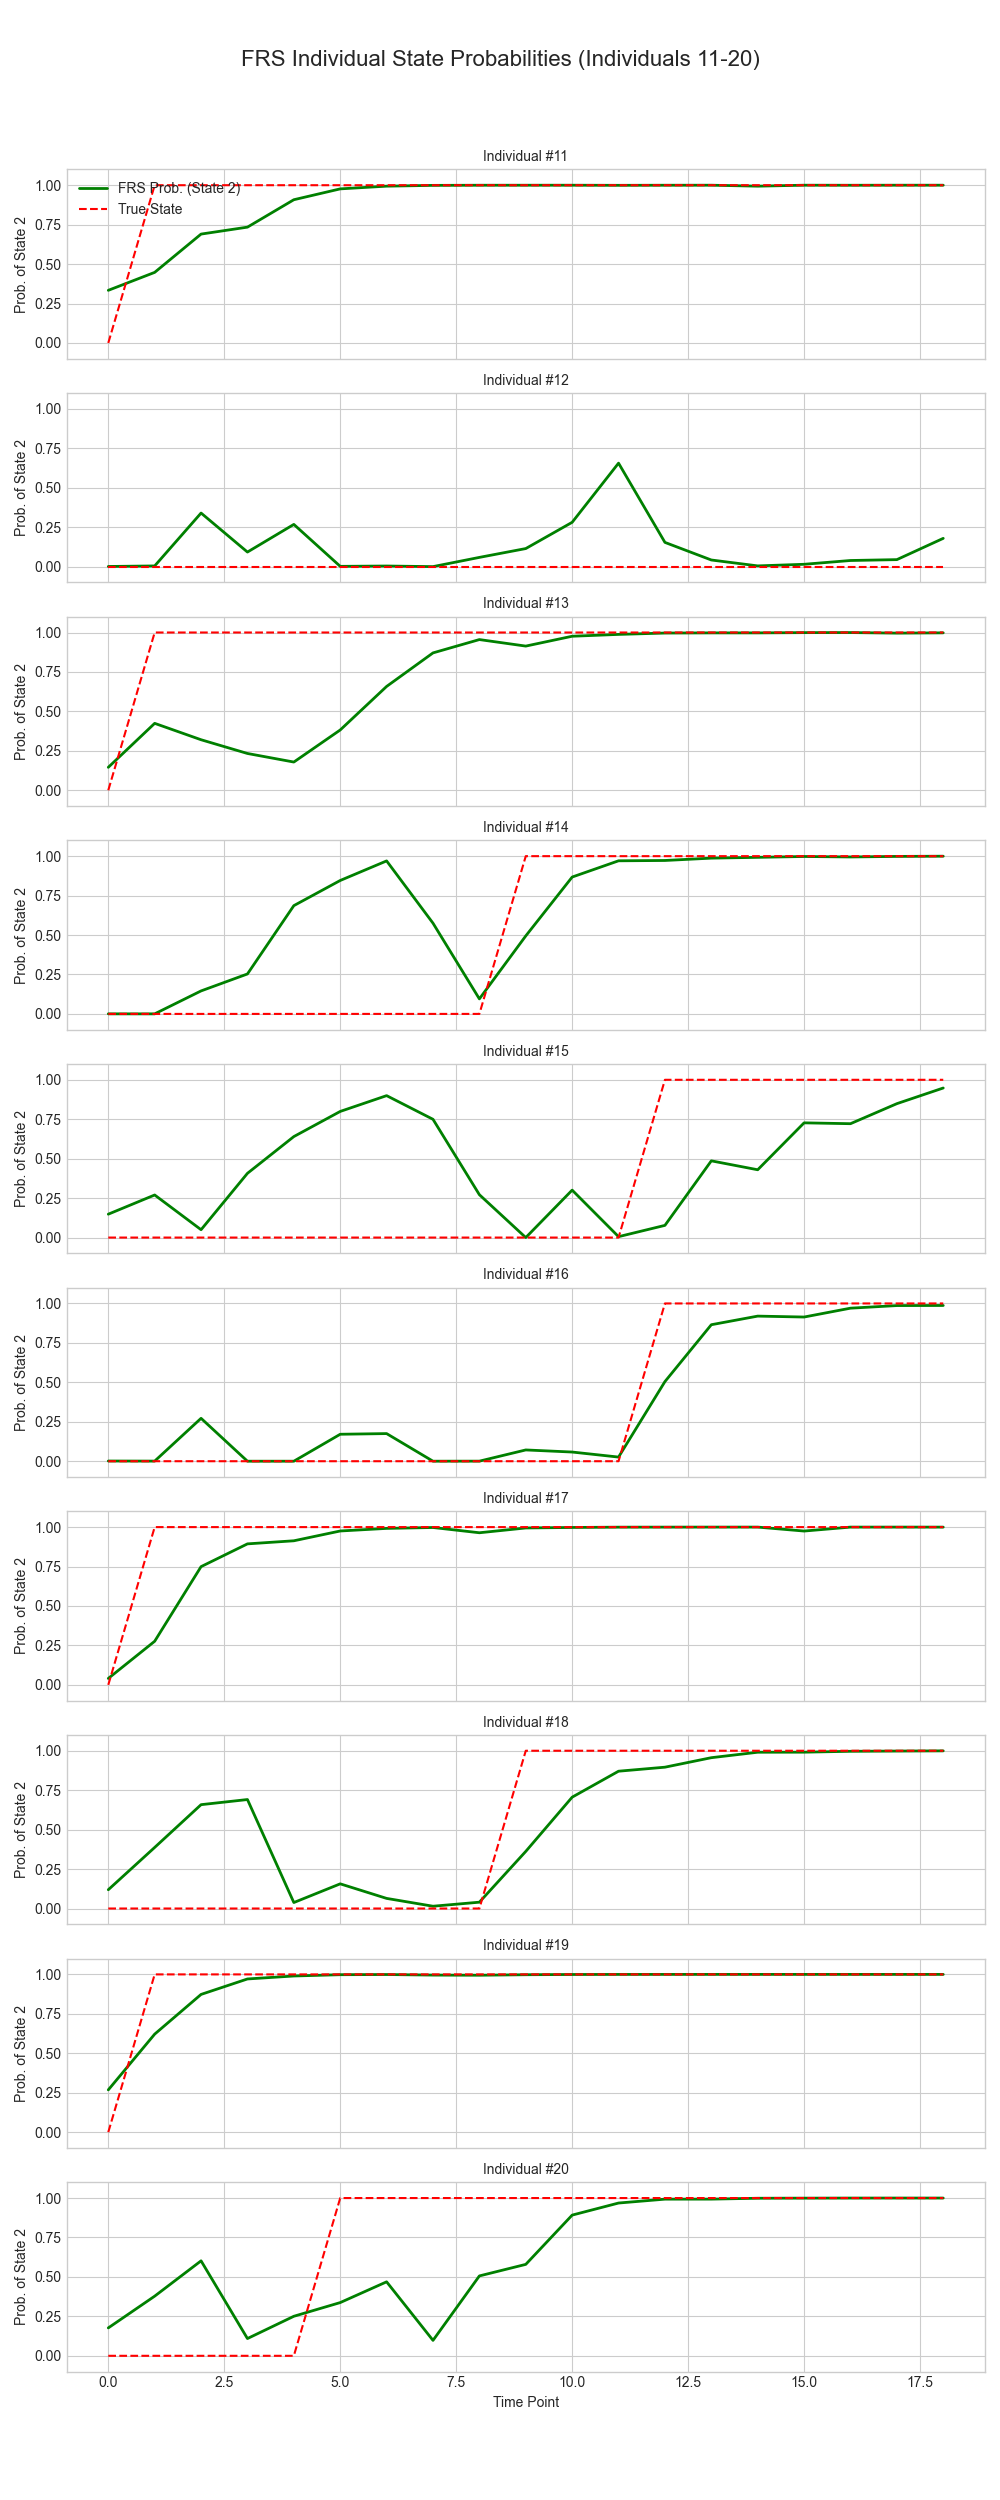 FRS Individual State Probabilities (Individuals 11-20)
Individual #11
FRS Prob. (State 2)
True State
Prob. of State 2
1.00
0.75
0.50
0.25
0.00
Individual #12
Prob. of State 2
1.00
0.75
0.50
0.25
0.00
Individual #13
Prob. of State 2
1.00
0.75
0.50
0.25
0.00
Individual #14
Prob. of State 2
1.00
0.75
0.50
0.25
0.00
Individual #15
Prob. of State 2
1.00
0.75
0.50
0.25
0.00
Individual #16
Prob. of State 2
1.00
0.75
0.50
0.25
0.00
Individual #17
Prob. of State 2
1.00
0.75
0.50
0.25
0.00
Individual #18
Prob. of State 2
1.00
0.75
0.50
0.25
0.00
Individual #19
Prob. of State 2
1.00
0.75
0.50
0.25
0.00
Individual #20
Prob. of State 2
1.00
0.75
0.50
0.25
0.00
0.0 2.5 5.0 7.5 10.0 12.5 15.0 17.5
Time Point